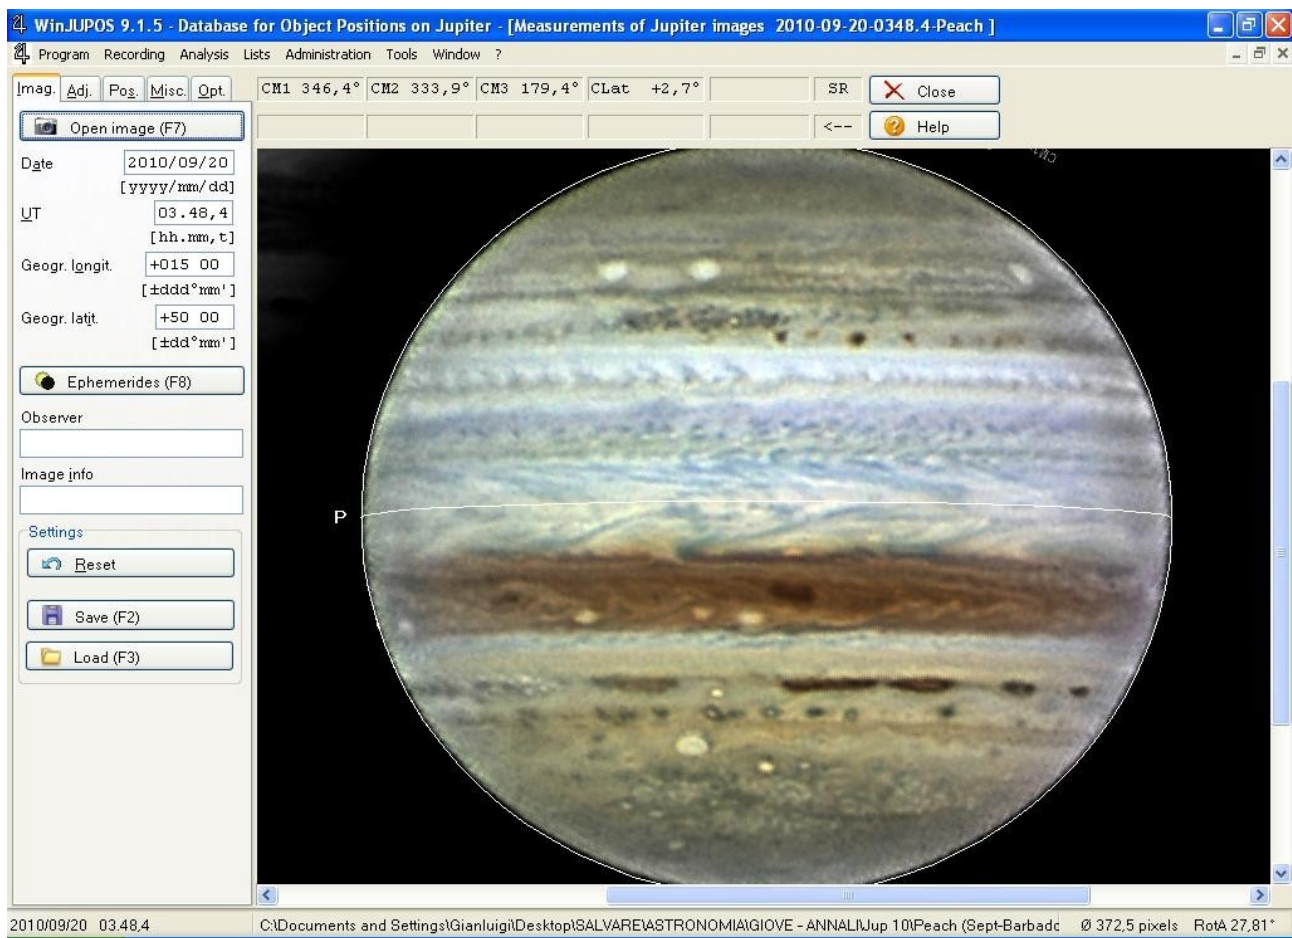 WinJUPOS 9.1.5 - Database for Object Positions on Jupiter - [Measurements of Jupiter images 2010-09-20-0348.4-Peach ]
Program Recording Analysis Lists Administration Tools Window ?
Imag. Adj. Pos. Misc. Opt.
CM1 346,4° CM2 333,9° CM3 179,4° CLat +2,7° SR Close
Open image (F7)
<-- Help
Date 2010/09/20
[yyyy/mm/dd]
UT 03.48,4
[hh.mm,t]
Geogr. longit. +015 00
[±ddd°mm']
Geogr. latit. +50 00
[±dd°mm']
Ephemerides (F8)
Observer
Image info
P
Settings
Reset
Save (F2)
Load (F3)
2010/09/20 03.48,4 C:\Documents and Settings\Gianluigi\Desktop\SALVARE\ASTRONOMIA\GIOVE - ANNALI\Jup 10\Peach (Sept-Barbadc Ø 372,5 pixels RotA 27,81°